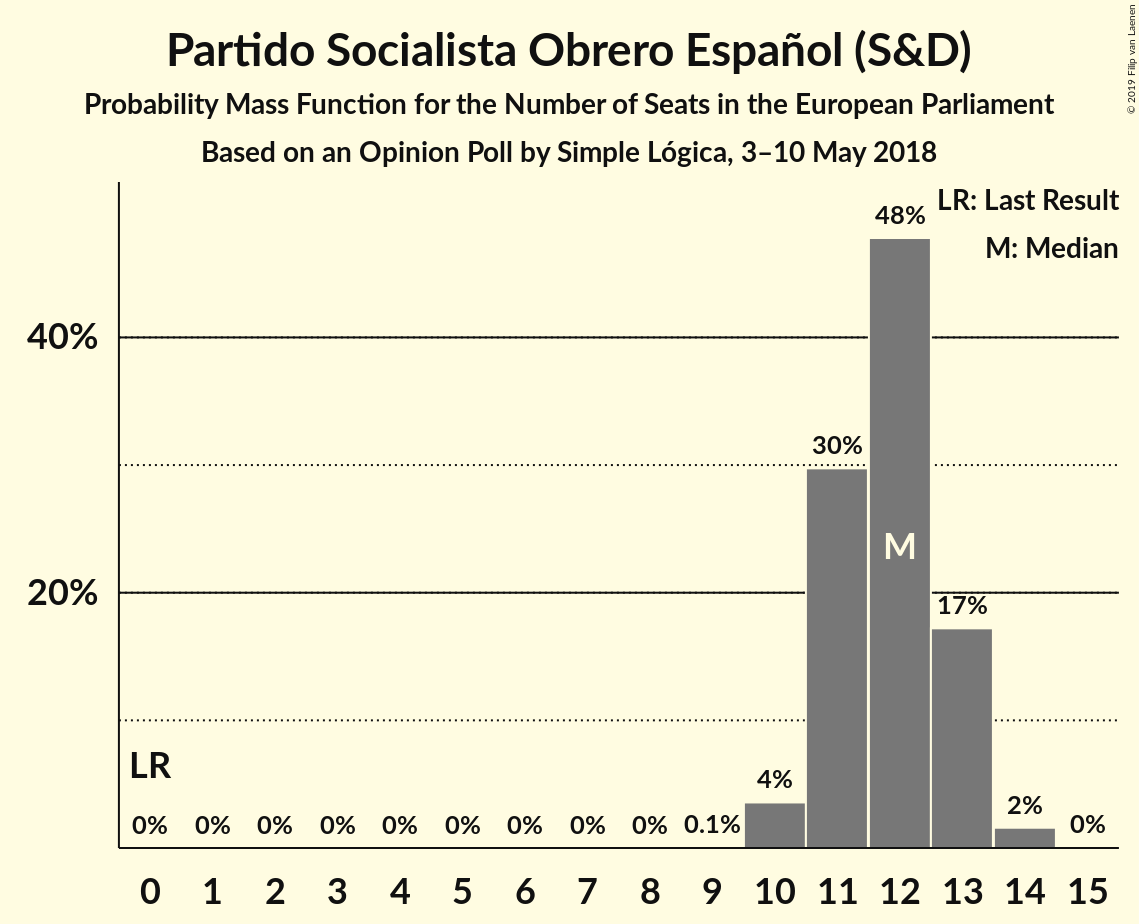 Partido Socialista Obrero Español (S&D)
Probability Mass Function for the Number of Seats in the European Parliament
Based on an Opinion Poll by Simple Lógica, 3–10 May 2018
© 2019 Filip van Laenen
LR: Last Result
M: Median
48%
40%
30%
M
20%
17%
LR
4%
2%
0% 0% 0% 0% 0% 0% 0% 0% 0% 0.1% 0%
0 1 2 3 4 5 6 7 8 9 10 11 12 13 14 15